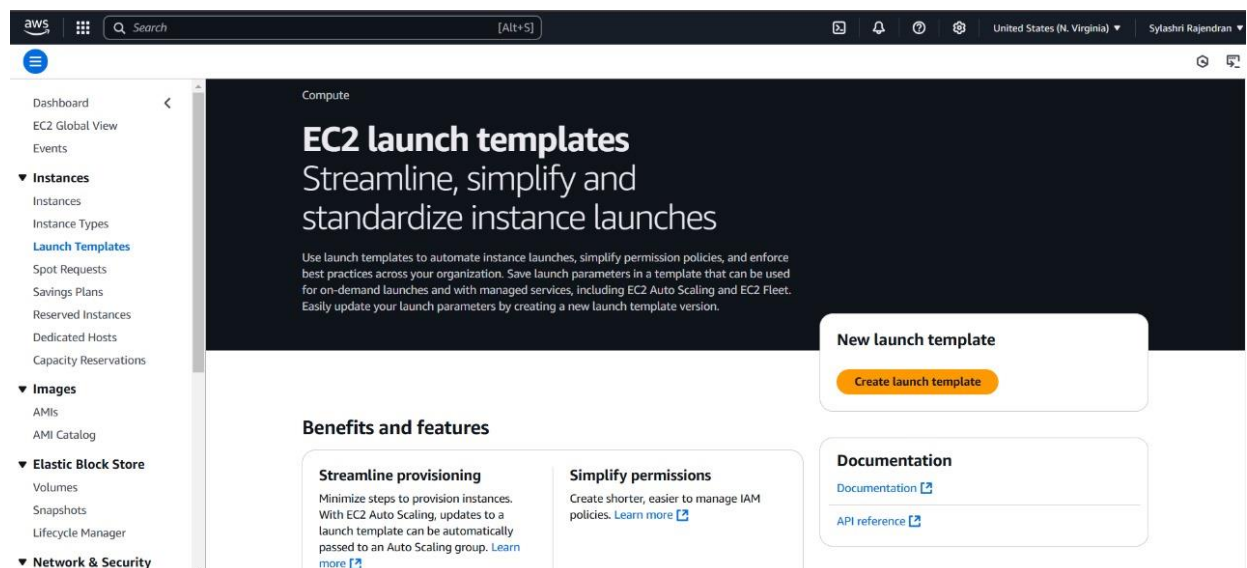 aws
Search
[Alt+S]
United States (N. Virginia)
Sylashri Rajendran
Dashboard
EC2 Global View
Events
Instances
Instances
Instance Types
Launch Templates
Spot Requests
Savings Plans
Reserved Instances
Dedicated Hosts
Capacity Reservations
Images
AMIs
AMI Catalog
Elastic Block Store
Volumes
Snapshots
Lifecycle Manager
Network & Security
Compute
EC2 launch templates
Streamline, simplify and
standardize instance launches
Use launch templates to automate instance launches, simplify permission policies, and enforce
best practices across your organization. Save launch parameters in a template that can be used
for on-demand launches and with managed services, including EC2 Auto Scaling and EC2 Fleet.
Easily update your launch parameters by creating a new launch template version.
New launch template
Create launch template
Benefits and features
Streamline provisioning
Minimize steps to provision instances.
With EC2 Auto Scaling, updates to a
launch template can be automatically
passed to an Auto Scaling group. Learn
more
Simplify permissions
Create shorter, easier to manage IAM
policies. Learn more
Documentation
Documentation
API reference